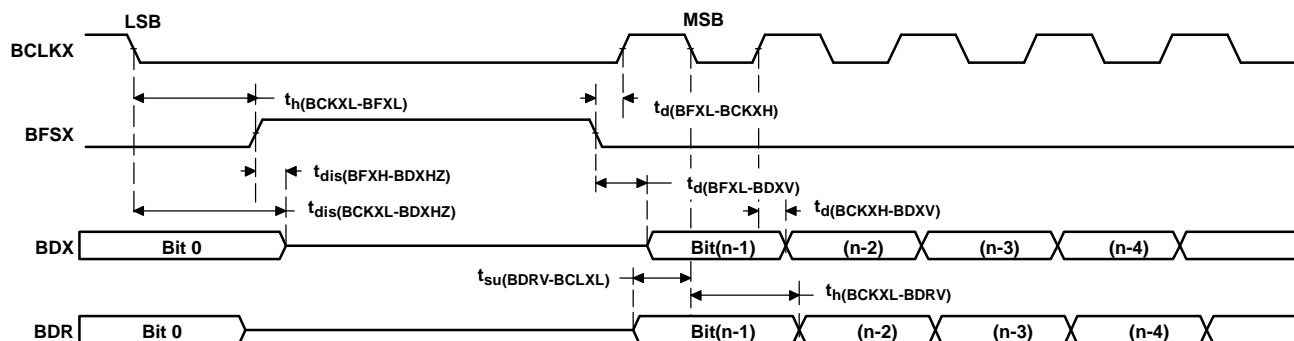 LSB MSB
BCLKX
th(BCKXL-BFXL) td(BFXL-BCKXH)
BFSX
tdis(BFXH-BDXHZ) td(BFXL-BDXV)
tdis(BCKXL-BDXHZ) td(BCKXH-BDXV)
BDX Bit 0 Bit(n-1) (n-2) (n-3) (n-4)
tsu(BDRV-BCLXL) th(BCKXL-BDRV)
BDR Bit 0 Bit(n-1) (n-2) (n-3) (n-4)